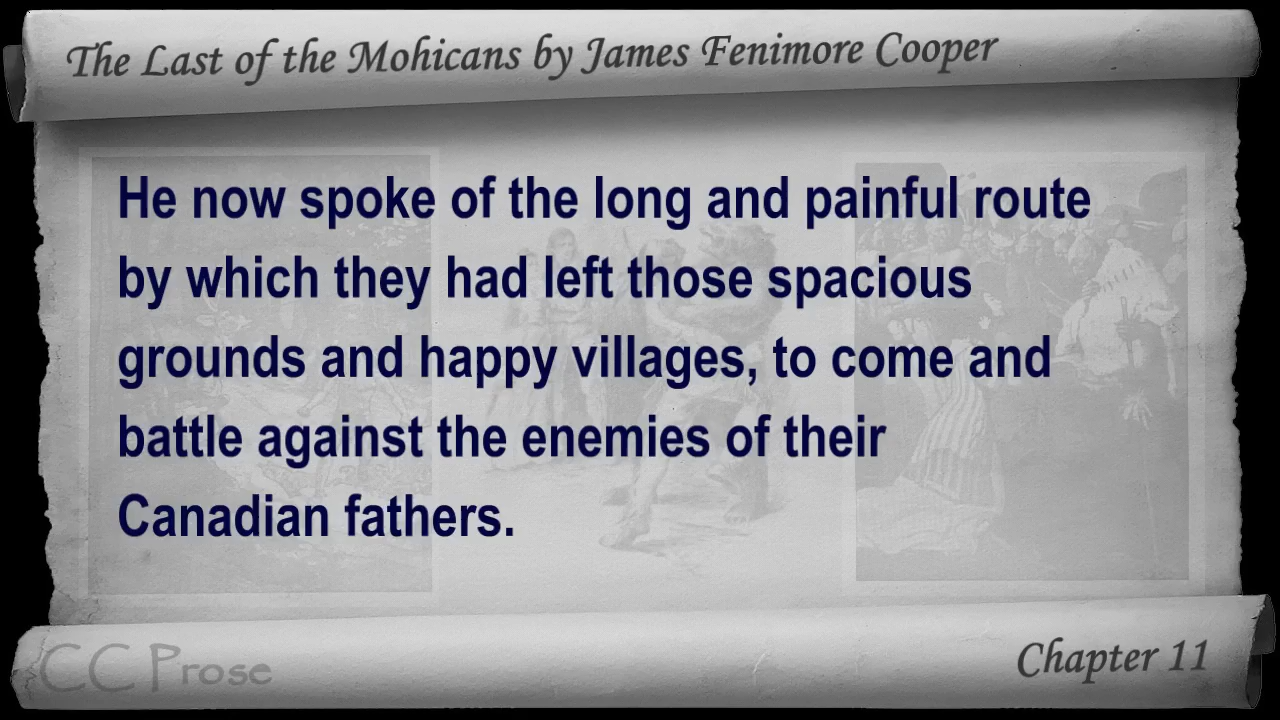 The Last of the Mohicans by James Fenimore Cooper
He now spoke of the long and painful route
by which they had left those spacious
grounds and happy villages, to come and
battle against the enemies of their
Canadian fathers.
CC Prose
Chapter 11